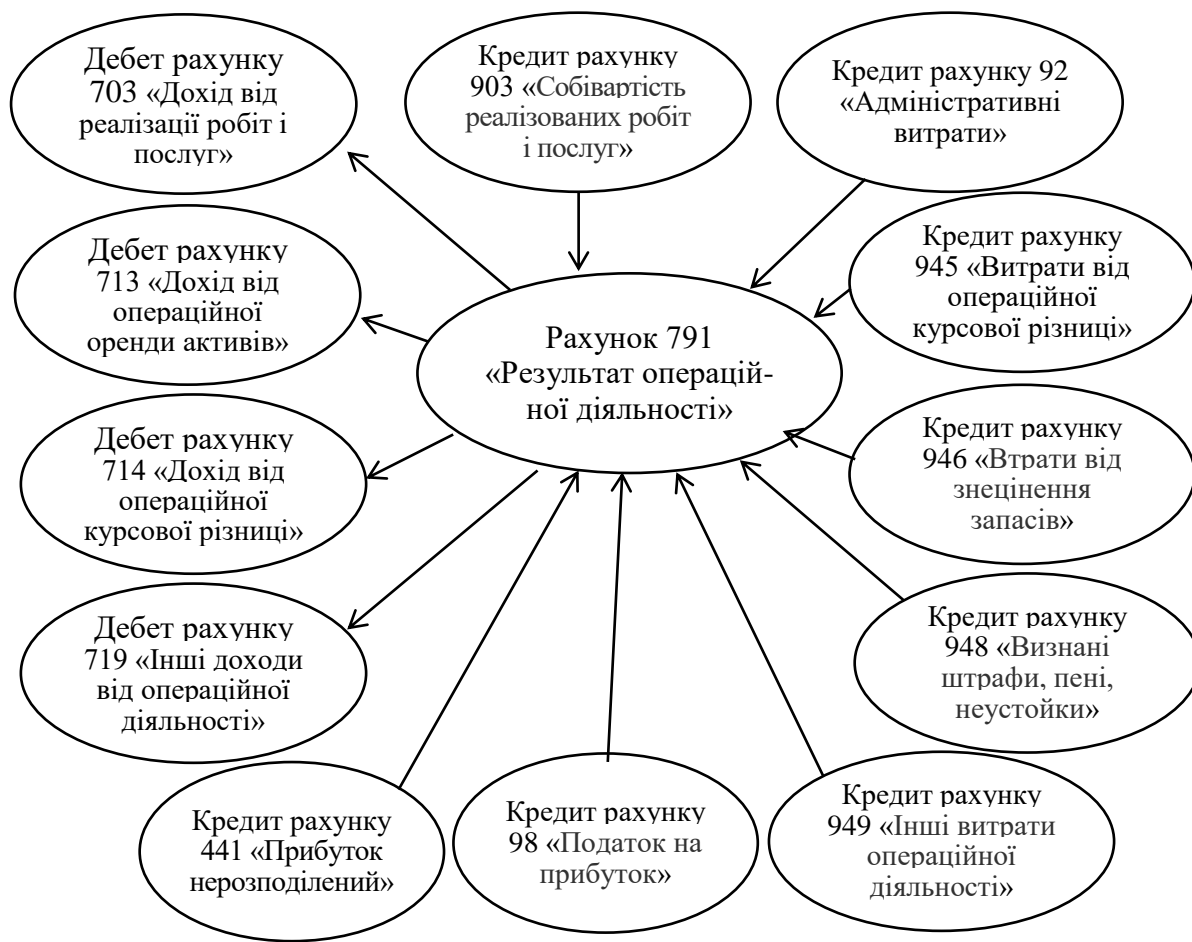 Дебет рахунку
703 «Дохід від
реалізації робіт і
послуг»
Кредит рахунку
903 «Собівартість
реалізованих робіт
і послуг»
Кредит рахунку 92
«Адміністративні
витрати»
Дебет рахунку
713 «Дохід від
операційної
оренди активів»
Кредит рахунку
945 «Витрати від
операційної
курсової різниці»
Рахунок 791
«Результат операцій-
ної діяльності»
Дебет рахунку
714 «Дохід від
операційної
курсової різниці»
Кредит рахунку
946 «Втрати від
знецінення
запасів»
Дебет рахунку
719 «Інші доходи
від операційної
діяльності»
Кредит рахунку
948 «Визнані
штрафи, пені,
неустойки»
Кредит рахунку
441 «Прибуток
нерозподілений»
Кредит рахунку
98 «Податок на
прибуток»
Кредит рахунку
949 «Інші витрати
операційної
діяльності»